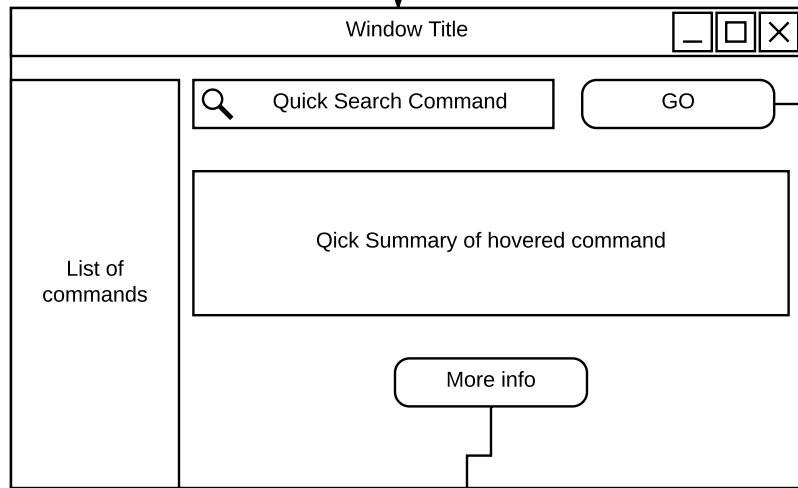 Window Title
Quick Search Command
GO
Qick Summary of hovered command
List of
commands
More info